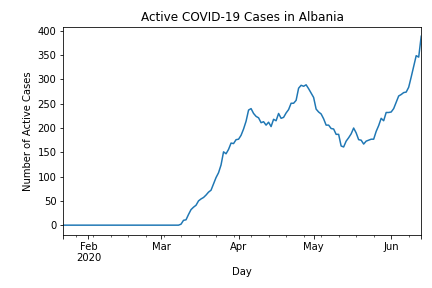 Active COVID-19 Cases in Albania
400
350
300
250
200
150
100
50
0
Number of Active Cases
Feb
2020
Mar
Apr
May
Jun
Day